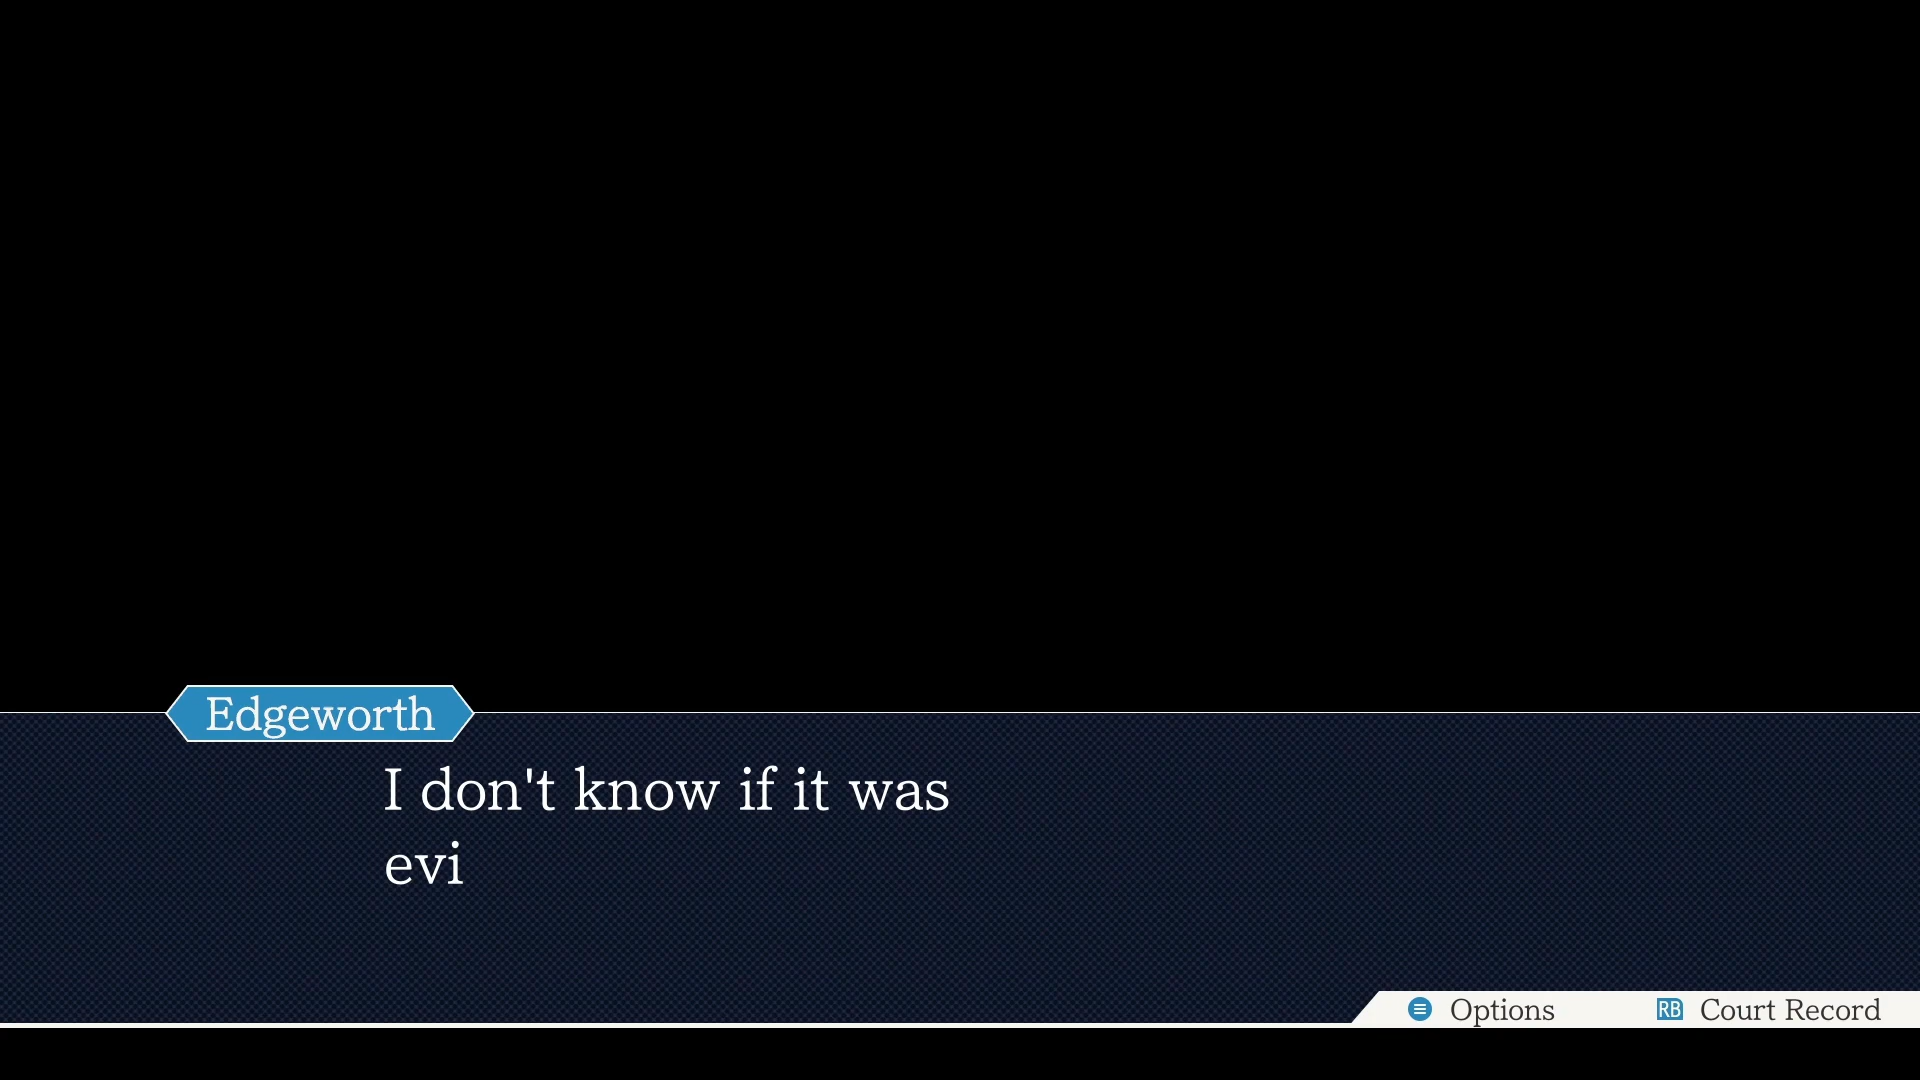 Edgeworth
I don't know if it was
evi
Options
RB Court Record